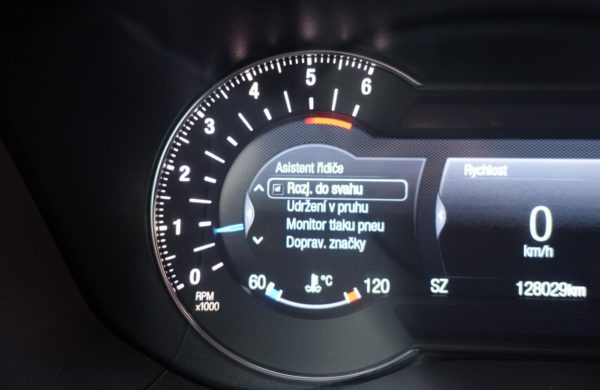 6
5
4
3
2
1
0
RPM
x1000
Asistent řidiče
Rozj. do svahu
Udržení v pruhu
Monitor tlaku pneu
Doprav. značky
60 °C 120
Rychlost
0
km/h
SZ 128029km